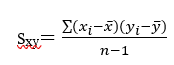 Sxy = ∑(xᵢ-x̄)(yᵢ-ȳ) / n-1